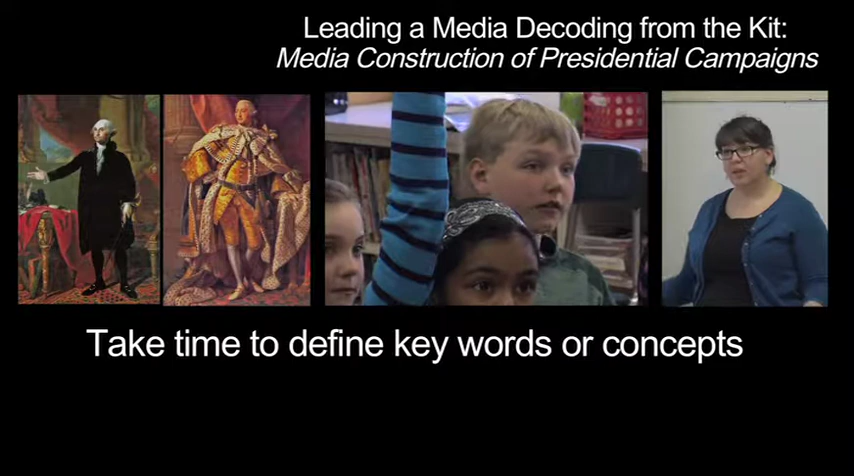 Leading a Media Decoding from the Kit:
Media Construction of Presidential Campaigns
Take time to define key words or concepts